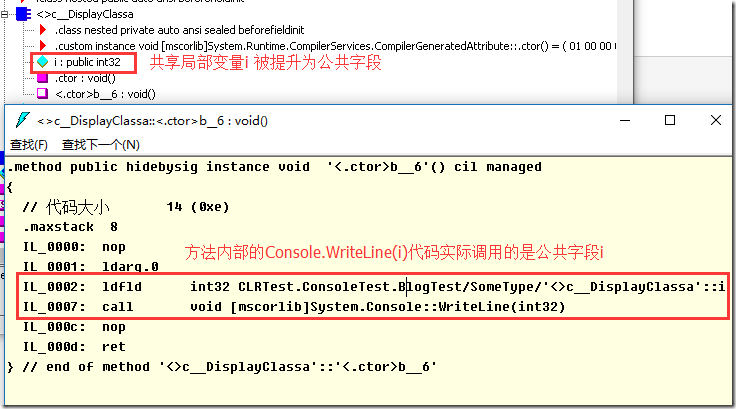 .class nested private auto ansi sealed beforefieldinit
<>c__DisplayClassa
.class nested private auto ansi sealed beforefieldinit
.custom instance void [mscorlib]System.Runtime.CompilerServices.CompilerGeneratedAttribute::.ctor() = ( 01 00 00
i : public int32 共享局部变量i 被提升为公共字段
.ctor : void()
<.ctor>b__6 : void()
<>c__DisplayClassa::<.ctor>b__6 : void()
查找(F) 查找下一个(N)
.method public hidebysig instance void '<.ctor>b__6'() cil managed
{
// 代码大小 14 (0xe)
.maxstack 8
IL_0000: nop
方法内部的Console.WriteLine(i)代码实际调用的是公共字段i
IL_0001: ldarg.0
IL_0002: ldfld int32 CLRTest.ConsoleTest.BlogTest/SomeType/'<>c__DisplayClassa'::i
IL_0007: call void [mscorlib]System.Console::WriteLine(int32)
IL_000c: nop
IL_000d: ret
} // end of method '<>c__DisplayClassa'::'<.ctor>b__6'